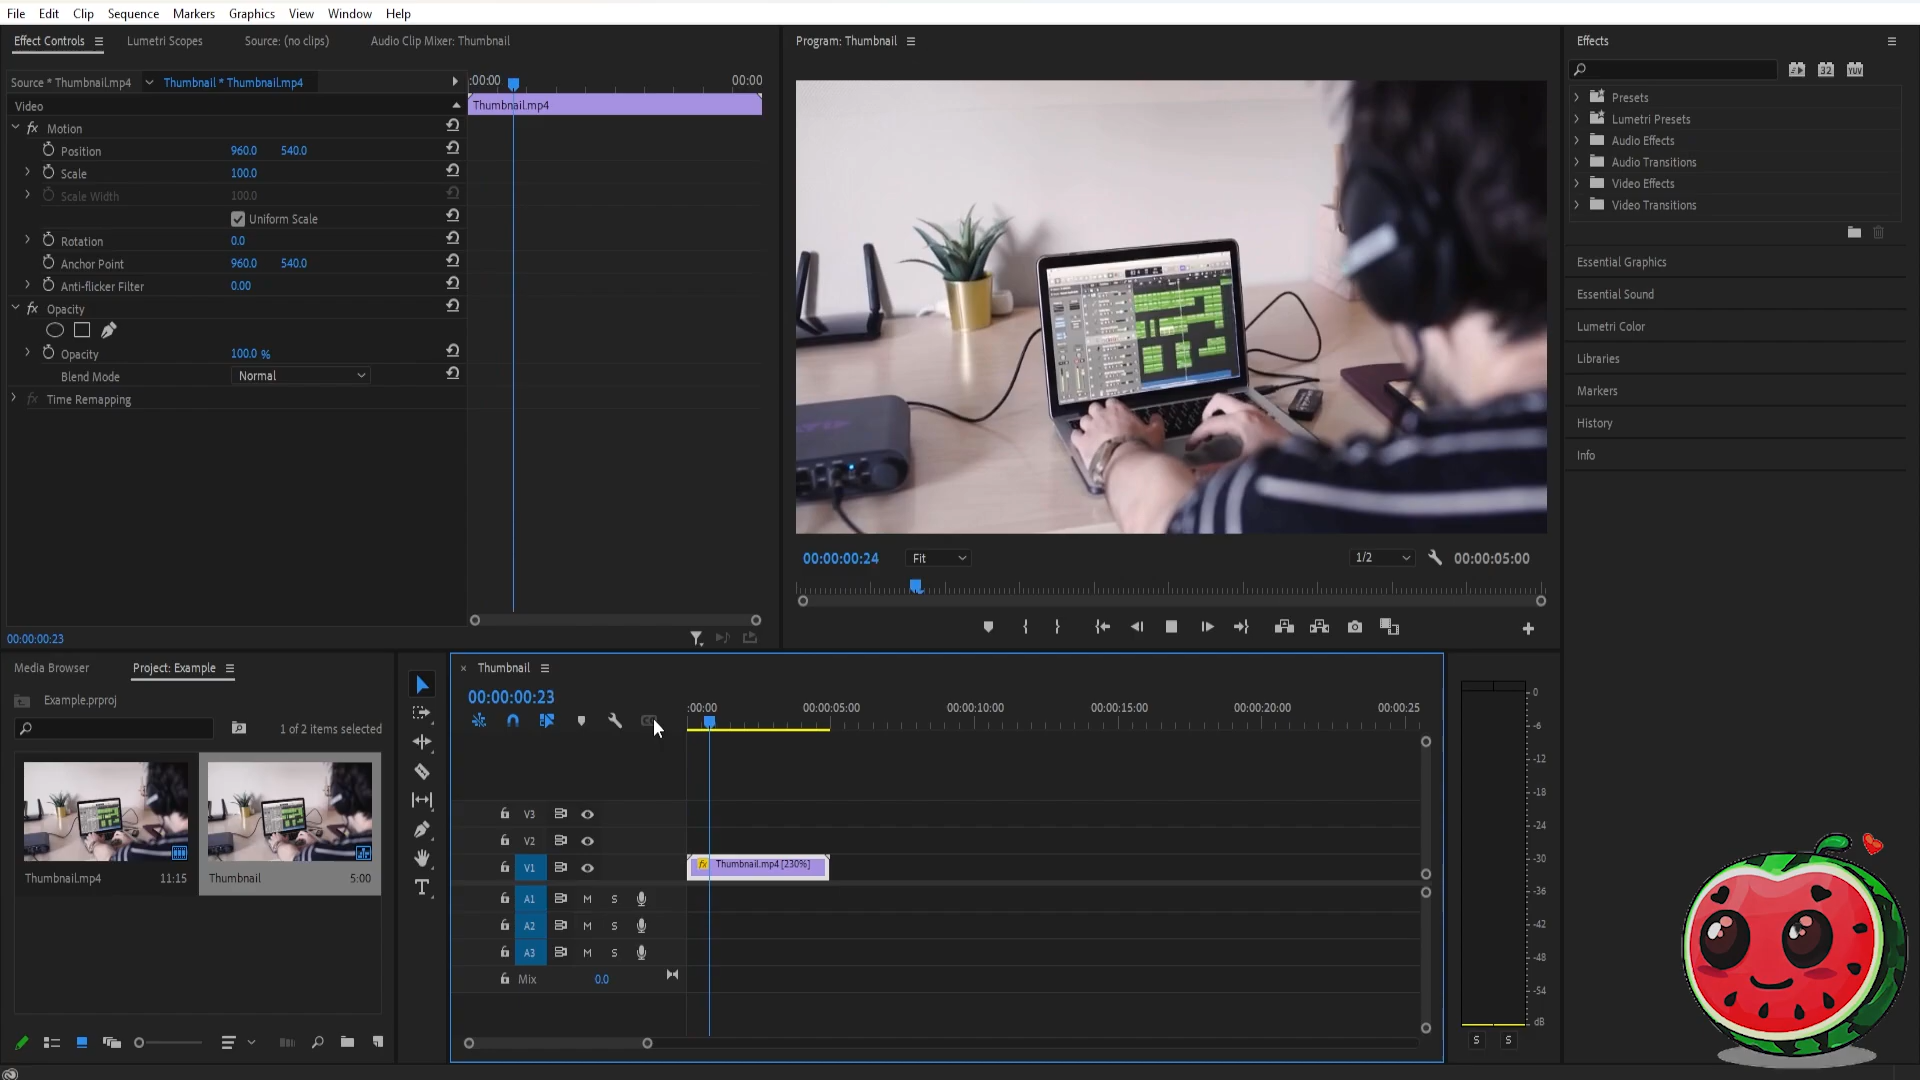 File Edit Clip Sequence Markers Graphics View Window Help
Effect Controls Lumetri Scopes Source: (no clips) Audio Clip Mixer: Thumbnail
Source * Thumbnail.mp4 Thumbnail * Thumbnail.mp4
:00:00 00:00
Video
Thumbnail.mp4
fx Motion
Position 960.0 540.0
Scale 100.0
Scale Width 100.0
Uniform Scale
Rotation 0.0
Anchor Point 960.0 540.0
Anti-flicker Filter 0.00
fx Opacity
Opacity 100.0 %
Blend Mode Normal
fx Time Remapping
00:00:00:23
Program: Thumbnail
00:00:00:24 Fit 1/2 00:00:05:00
Effects
32 YUV
Presets
Lumetri Presets
Audio Effects
Audio Transitions
Video Effects
Video Transitions
Essential Graphics
Essential Sound
Lumetri Color
Libraries
Markers
History
Info
Media Browser Project: Example
Example.prproj
1 of 2 items selected
Thumbnail.mp4 11:15
Thumbnail 5:00
× Thumbnail
00:00:00:23
:00:00 00:00:05:00 00:00:10:00 00:00:15:00 00:00:20:00 00:00:25
V3
V2
V1 fx Thumbnail.mp4 [230%]
A1 M S
A2 M S
A3 M S
Mix 0.0
0
-6
-12
-18
-24
-30
-36
-42
-48
-54
dB
S S